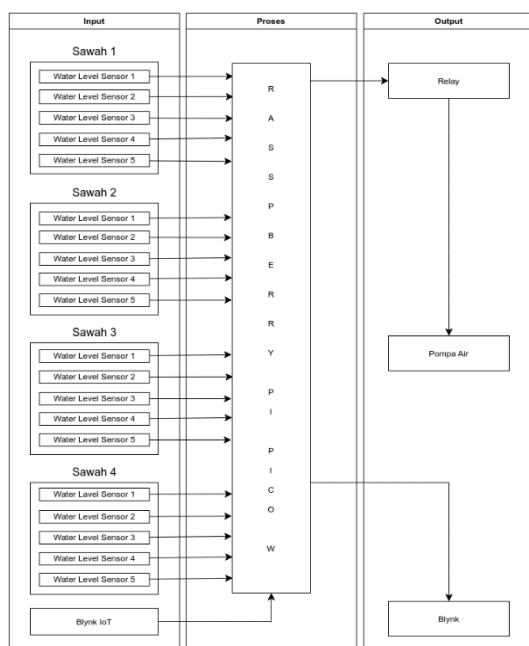 Input
Proses
Output
Sawah 1
Water Level Sensor 1
Water Level Sensor 2
Water Level Sensor 3
Water Level Sensor 4
Water Level Sensor 5
Sawah 2
Water Level Sensor 1
Water Level Sensor 2
Water Level Sensor 3
Water Level Sensor 4
Water Level Sensor 5
Sawah 3
Water Level Sensor 1
Water Level Sensor 2
Water Level Sensor 3
Water Level Sensor 4
Water Level Sensor 5
Sawah 4
Water Lavel Sensor 1
Water Level Sensor 2
Water Level Sensor 3
Water Level Sensor 4
Water Level Sensor 5
Blynk IoT
RASSPBERRY PI PICO W
Relay
Pompa Air
Blynk